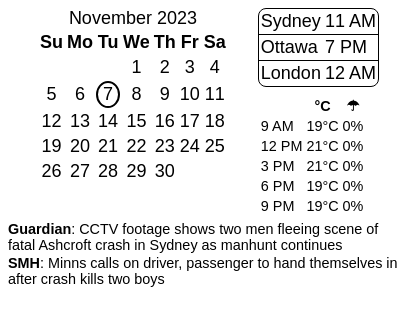 November 2023
Su Mo Tu We Th Fr Sa
1 2 3 4
5 6 7 8 9 10 11
12 13 14 15 16 17 18
19 20 21 22 23 24 25
26 27 28 29 30
Sydney 11 AM
Ottawa 7 PM
London 12 AM
°C ☂
9 AM 19°C 0%
12 PM 21°C 0%
3 PM 21°C 0%
6 PM 19°C 0%
9 PM 19°C 0%
Guardian: CCTV footage shows two men fleeing scene of
fatal Ashcroft crash in Sydney as manhunt continues
SMH: Minns calls on driver, passenger to hand themselves in
after crash kills two boys